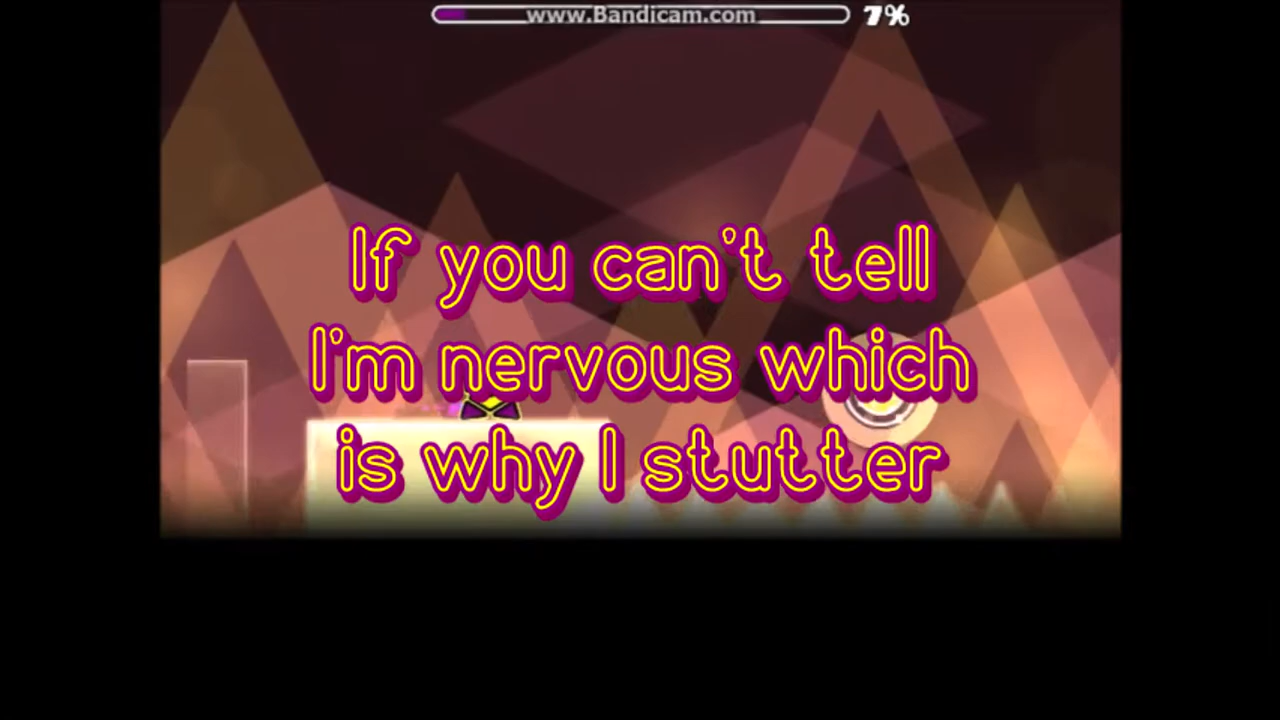 www.Bandicam.com 7%
If you can't tell
I'm nervous which
is why I stutter